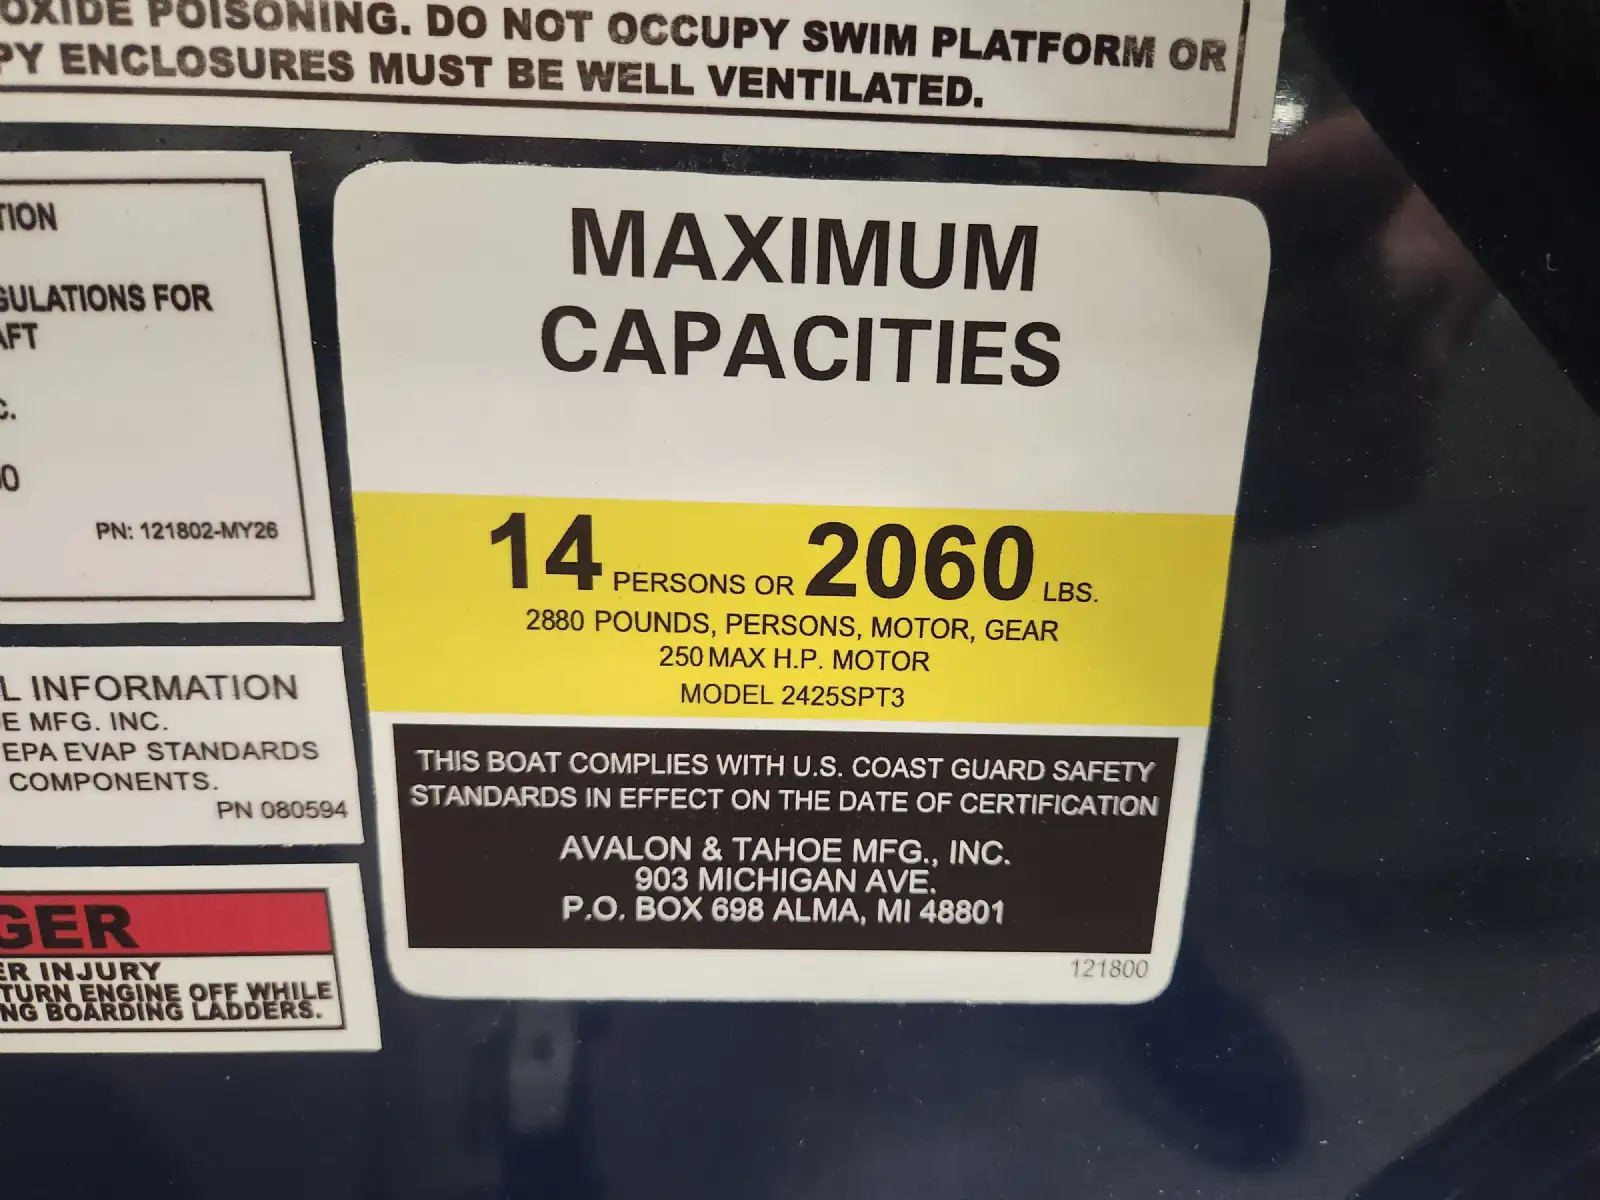 OXIDE POISONING. DO NOT OCCUPY SWIM PLATFORM OR
PY ENCLOSURES MUST BE WELL VENTILATED.
TION
GULATIONS FOR
AFT
C.
0
PN: 121802-MY26
L INFORMATION
E MFG. INC.
EPA EVAP STANDARDS
COMPONENTS.
PN 080594
GER
ER INJURY
TURN ENGINE OFF WHILE
NG BOARDING LADDERS.
MAXIMUM
CAPACITIES
14 PERSONS OR 2060 LBS.
2880 POUNDS, PERSONS, MOTOR, GEAR
250 MAX H.P. MOTOR
MODEL 2425SPT3
THIS BOAT COMPLIES WITH U.S. COAST GUARD SAFETY
STANDARDS IN EFFECT ON THE DATE OF CERTIFICATION
AVALON & TAHOE MFG., INC.
903 MICHIGAN AVE.
P.O. BOX 698 ALMA, MI 48801
121800